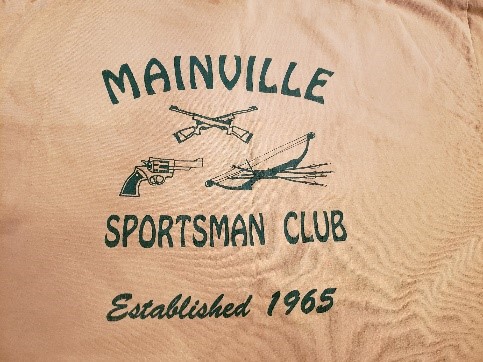 MAINVILLE
SPORTSMAN CLUB
Established 1965